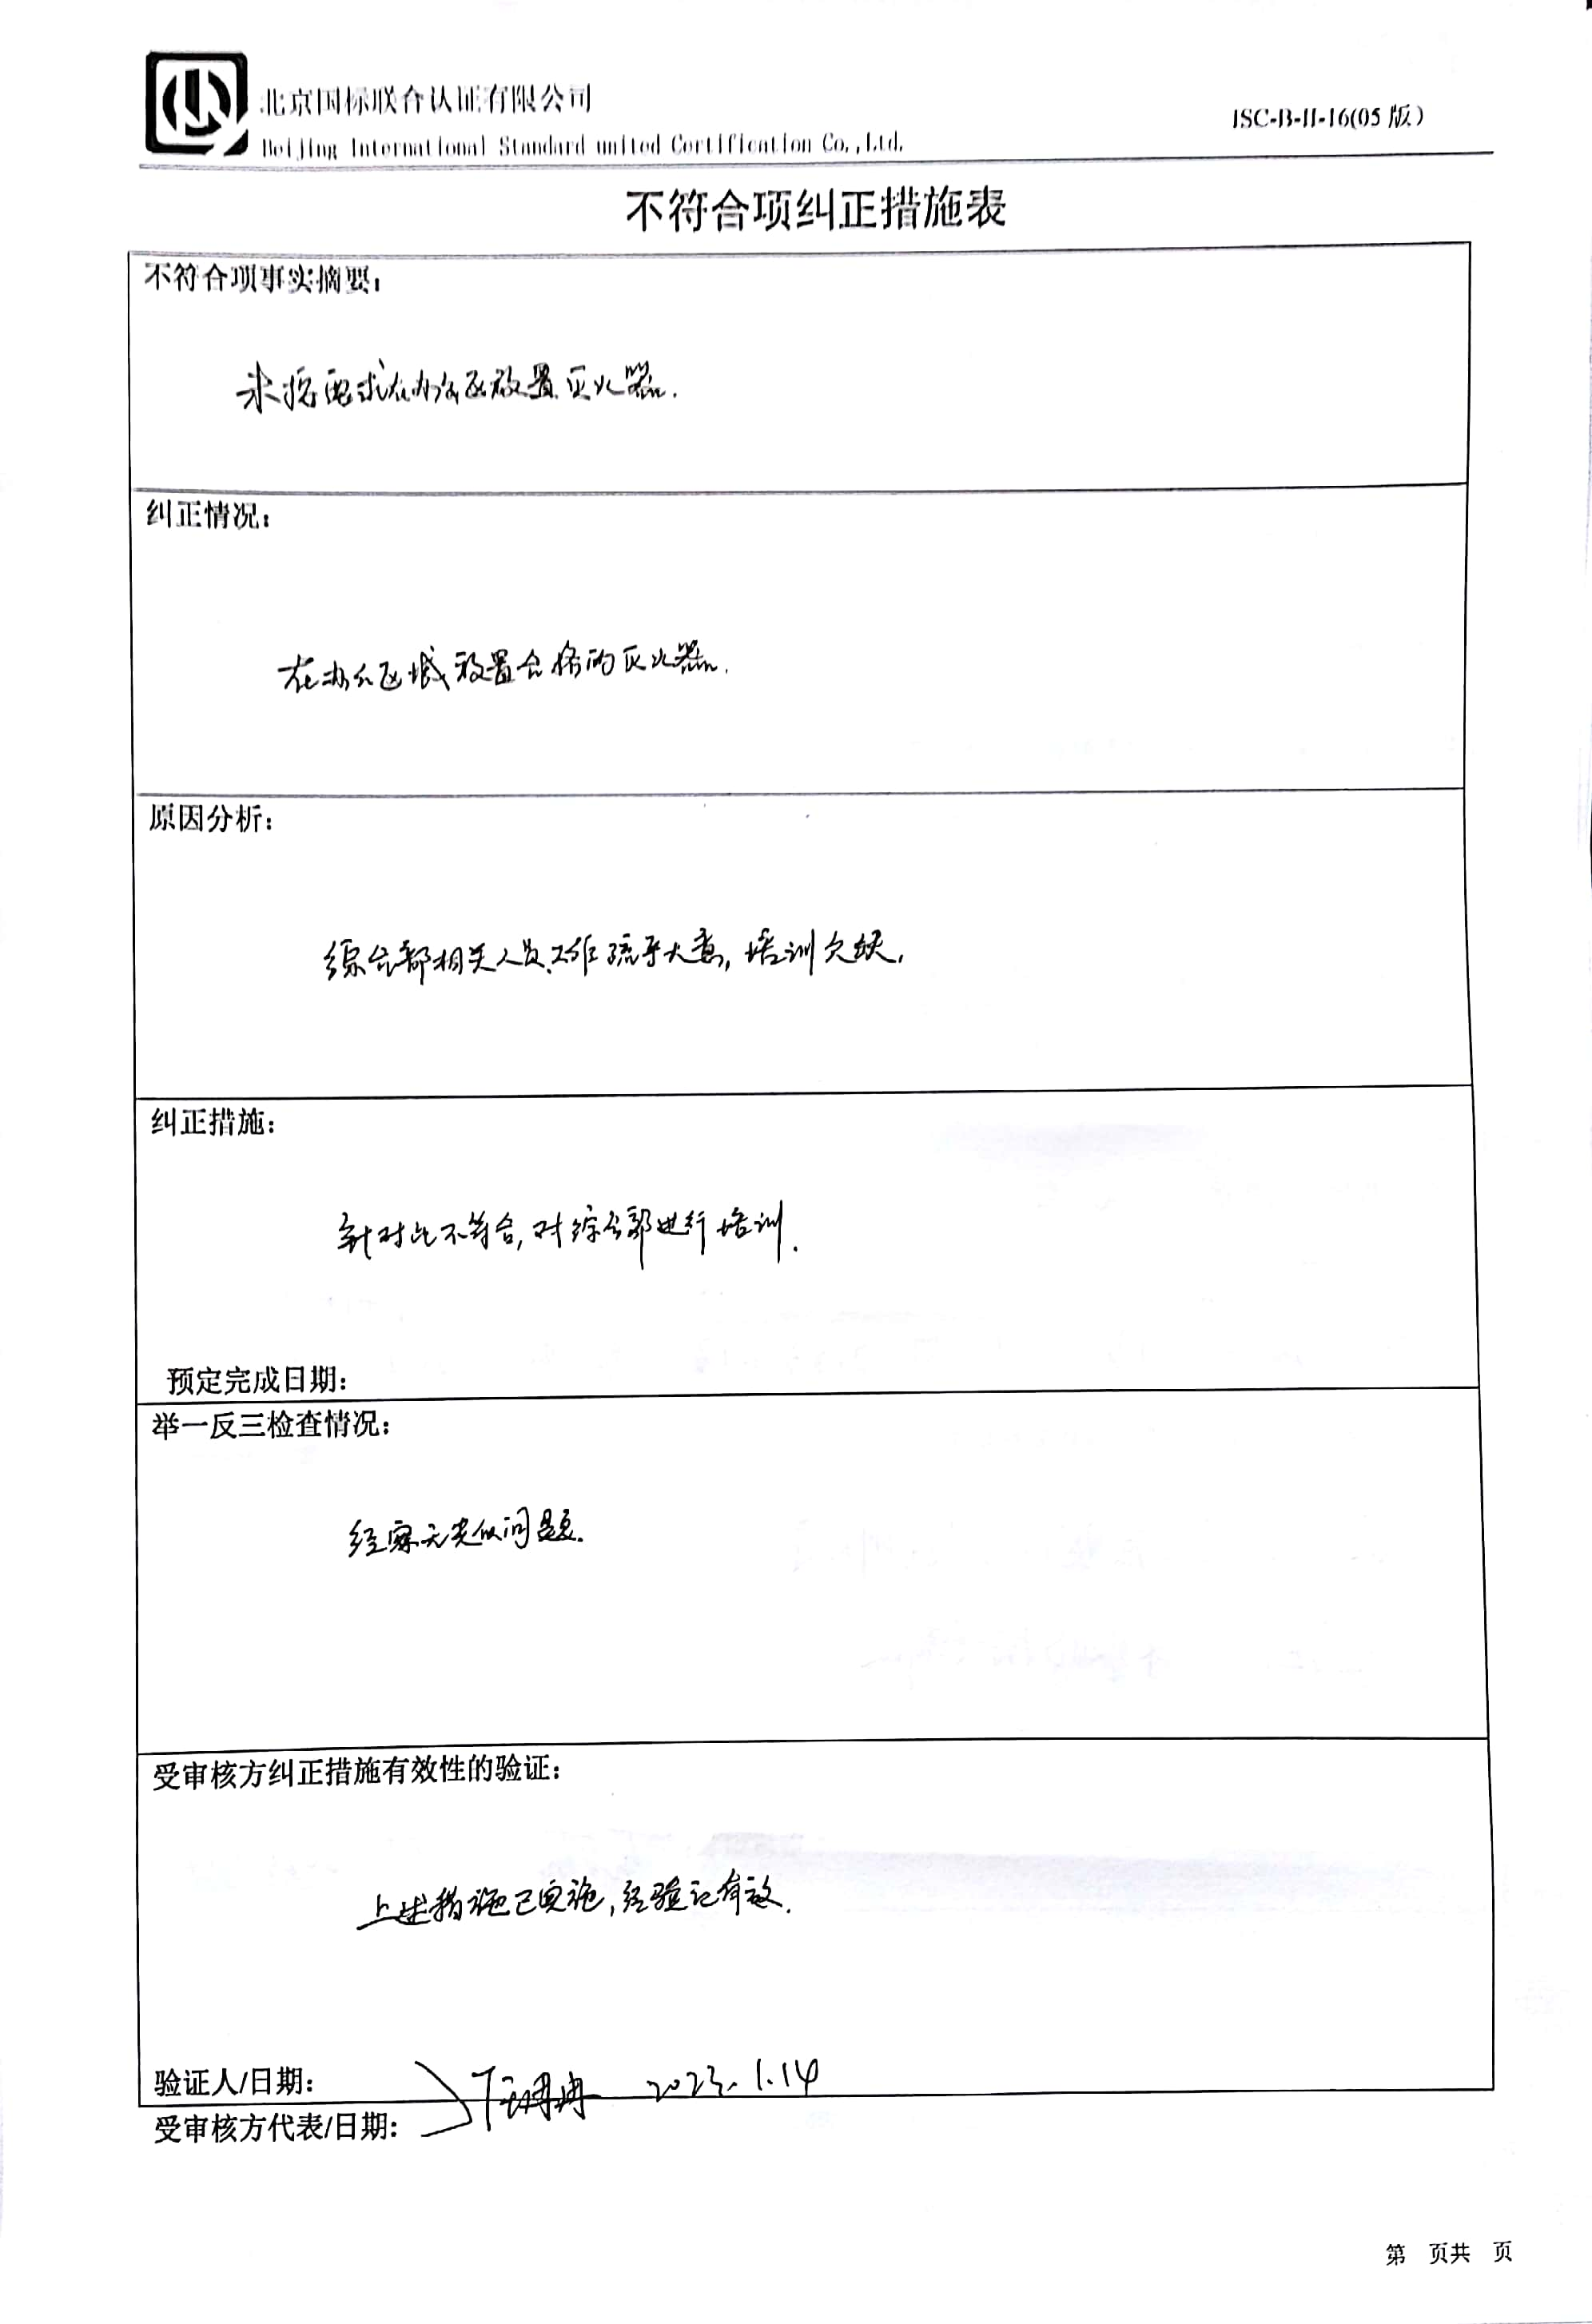 北京国标联合认证有限公司
Beijing International Standard united Certification Co.,Ltd.
ISC-B-II-16(05 版)
不符合项纠正措施表
不符合项事实摘要:
未按要求在办公区放置灭火器.
纠正情况:
在办公区域放置合格的灭火器.
原因分析:
综合部相关人员工作疏于大意, 培训欠缺.
纠正措施:
针对此不符合, 对综合部进行培训.
预定完成日期:
举一反三检查情况:
经察无类似问题.
受审核方纠正措施有效性的验证:
上述措施已实施, 经验证有效.
验证人/日期:
2023. 1.14
受审核方代表/日期:
第 页共 页